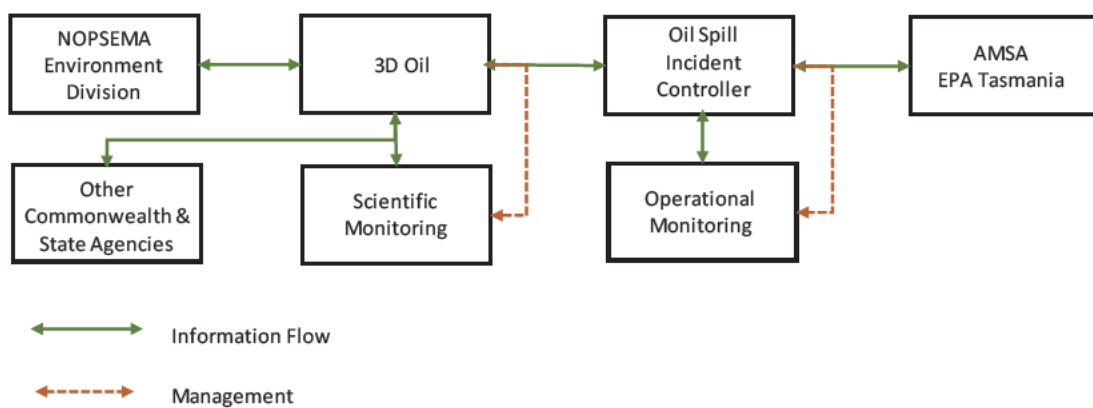 NOPSEMA
Environment
Division
3D Oil
Oil Spill
Incident
Controller
AMSA
EPA Tasmania
Other
Commonwealth &
State Agencies
Scientific
Monitoring
Operational
Monitoring
Information Flow
Management